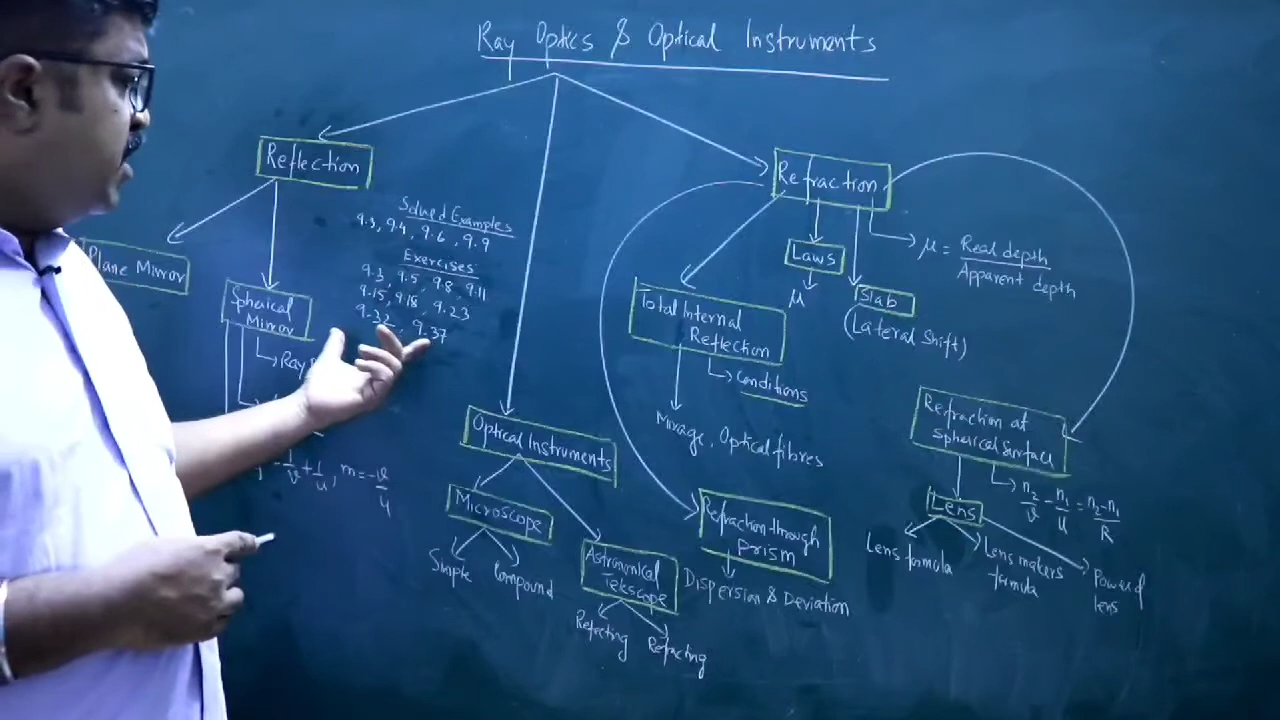 Ray Optics & Optical Instruments
Reflection
Plane Mirror
Spherical
Mirror
Ray
-1/v + 1/u , m = -v/u
Solved Examples
9.3, 9.4, 9.6, 9.9
Exercises
9.3, 9.5, 9.8, 9.11
9.15, 9.18, 9.23
9.32, 9.37
Optical Instruments
Microscope
Simple
Compound
Astronomical
Telescope
Reflecting
Refracting
Refraction
Laws
μ
Slab
(Lateral Shift)
μ = Real depth / Apparent depth
Total Internal
Reflection
Conditions
Mirage, Optical fibres
Refraction through
prism
Dispersian & Deviation
Refraction at
spherical surface
n2/v - n1/u = n2-n1/R
Lens
Lens formula
Lens makers
formula
Power of
lens